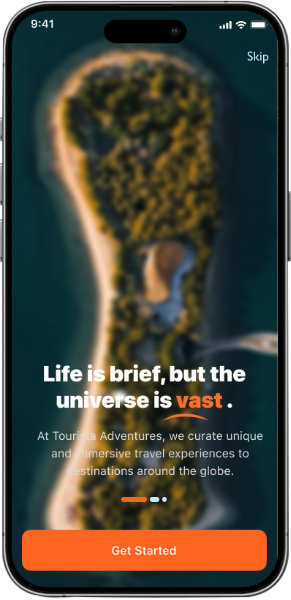 9:41
Skip
Life is brief, but the
universe is vast .
At Tourista Adventures, we curate unique
and immersive travel experiences to
destinations around the globe.
Get Started